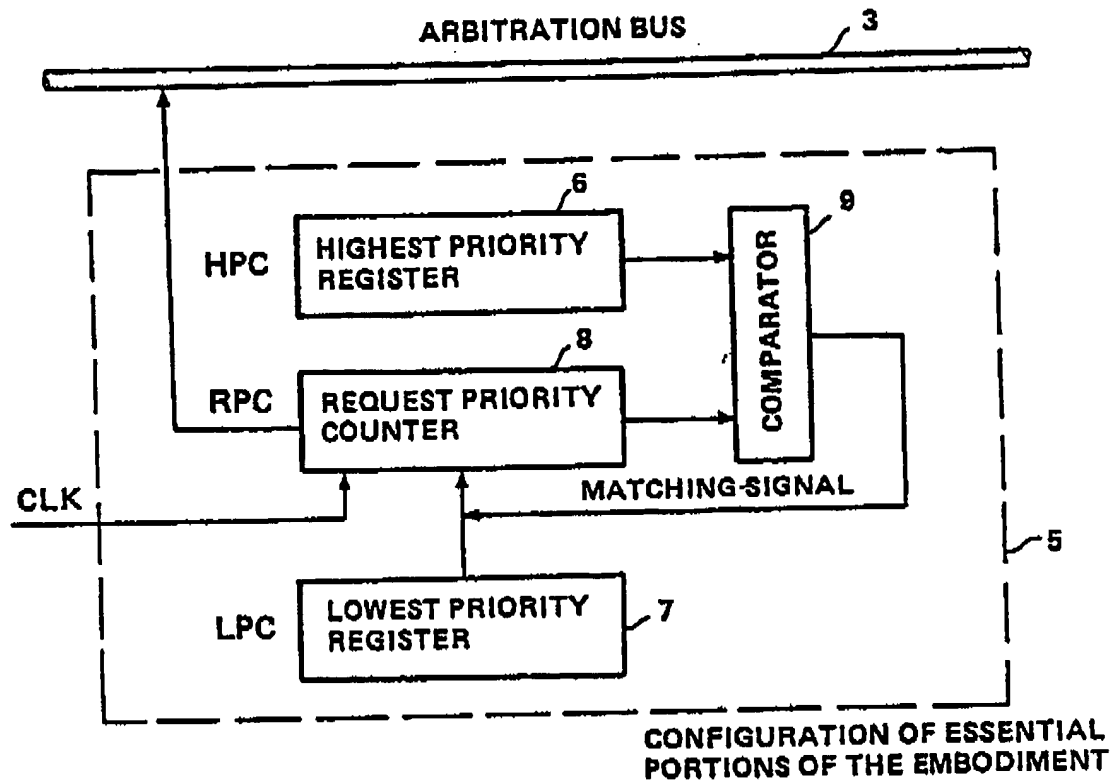 ARBITRATION BUS
3
6
9
HPC
HIGHEST PRIORITY
REGISTER
COMPARATOR
8
RPC
REQUEST PRIORITY
COUNTER
CLK
MATCHING-SIGNAL
5
LPC
LOWEST PRIORITY
REGISTER
7
CONFIGURATION OF ESSENTIAL
PORTIONS OF THE EMBODIMENT